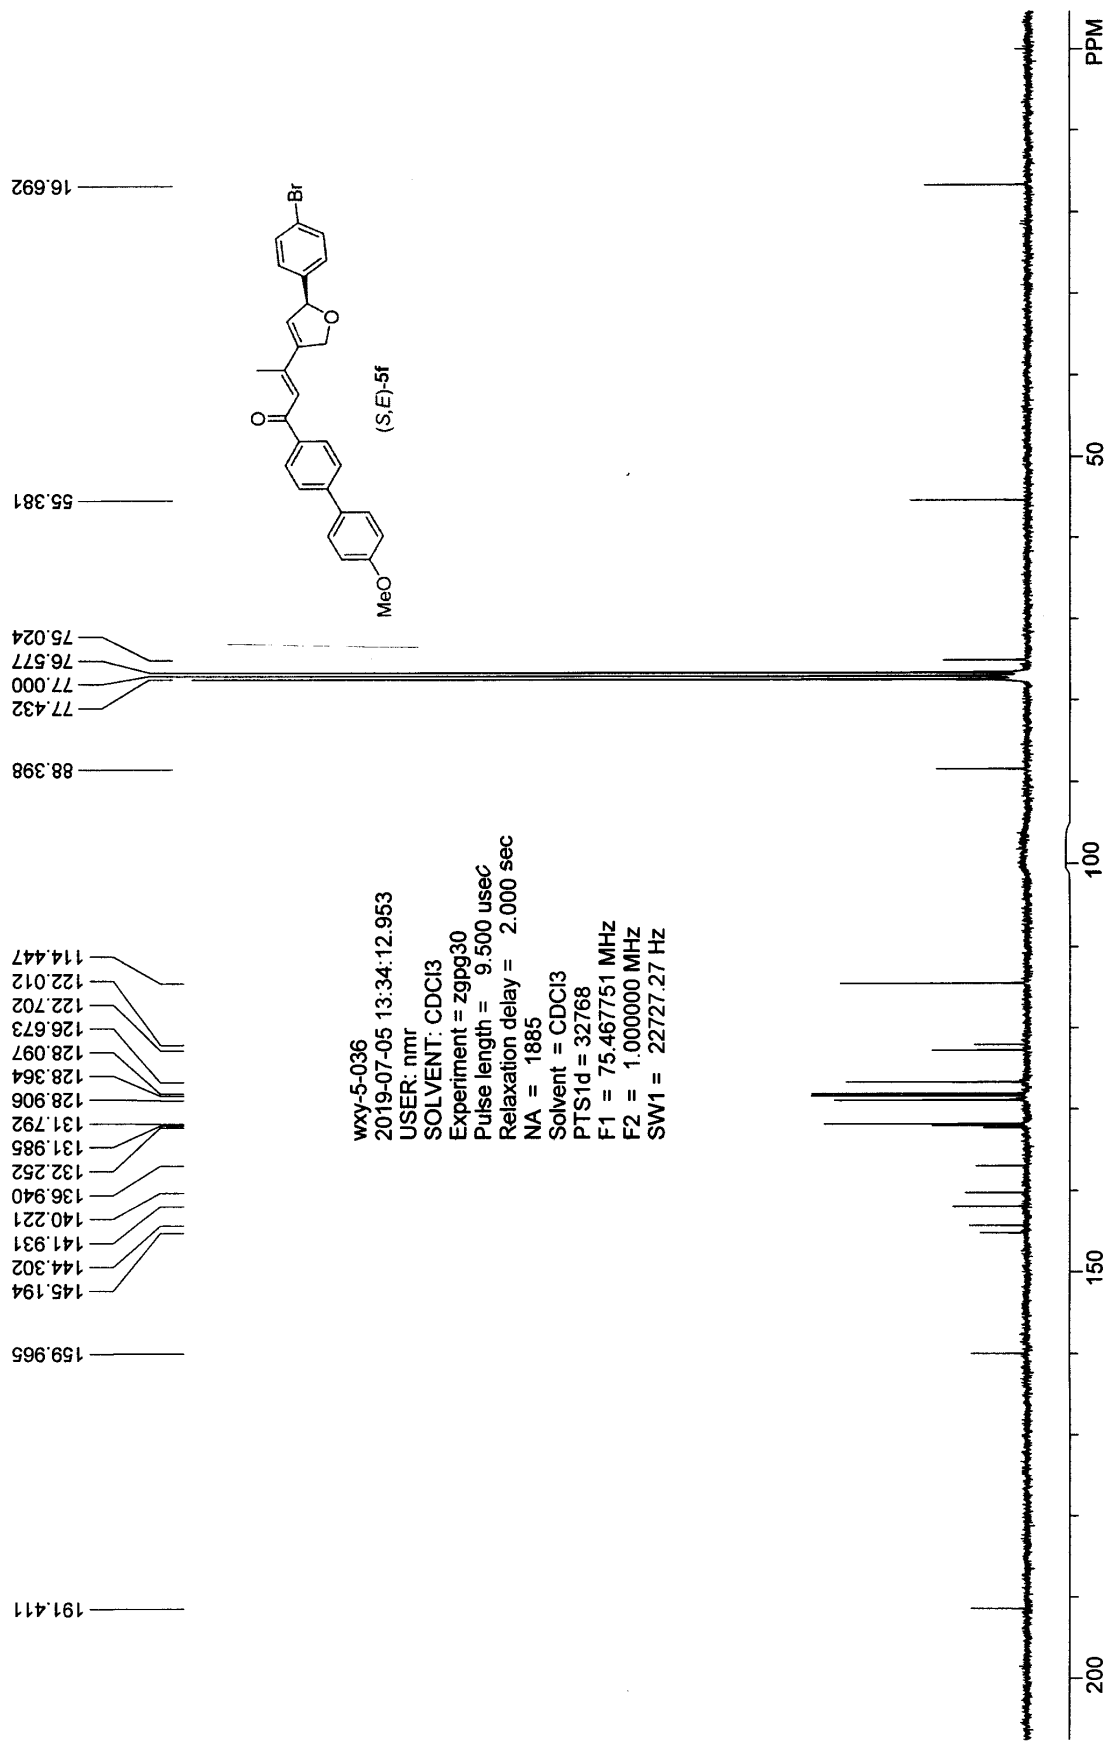 191.411
159.965
145.194
144.302
141.931
140.221
136.940
132.252
131.985
131.792
128.906
128.364
128.097
126.673
122.702
122.012
114.447
88.398
77.432
77.000
76.577
75.024
55.381
16.692
MeO
O
O
Br
(S,E)-5f
wxy-5-036
2019-07-05 13:34:12.953
USER: nmr
SOLVENT: CDCl3
Experiment = zgpg30
Pulse length = 9.500 usec
Relaxation delay = 2.000 sec
NA = 1885
Solvent = CDCl3
PTS1d = 32768
F1 = 75.467751 MHz
F2 = 1.000000 MHz
SW1 = 22727.27 Hz
200
150
100
50
PPM